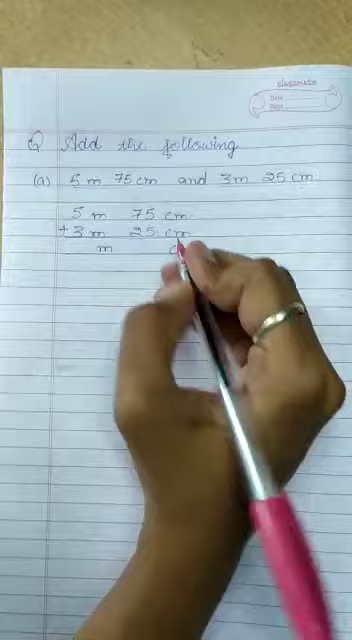 classmate
Date
Page
Q Add the following
(a) 5 m 75 cm and 3 m 25 cm
5 m 75 cm
+ 3 m 25 cm
m c